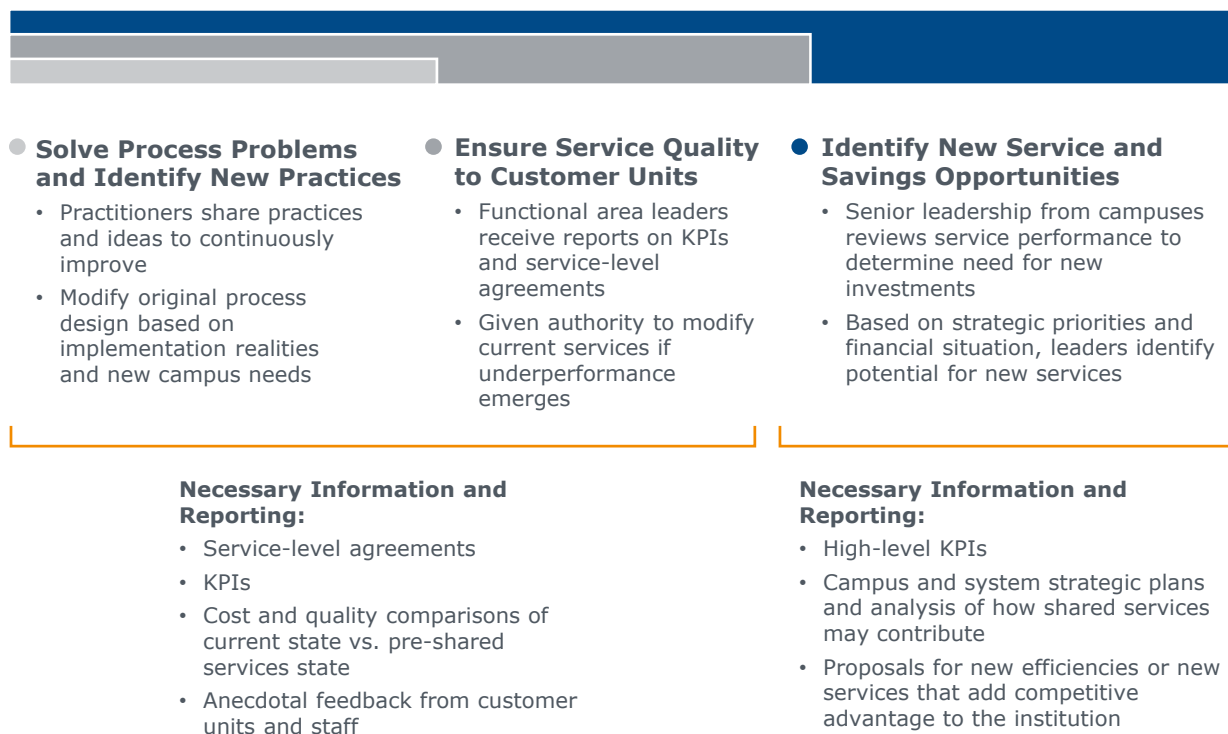 Solve Process Problems
and Identify New Practices
• Practitioners share practices
and ideas to continuously
improve
• Modify original process
design based on
implementation realities
and new campus needs
Ensure Service Quality
to Customer Units
• Functional area leaders
receive reports on KPIs
and service-level
agreements
• Given authority to modify
current services if
underperformance
emerges
Identify New Service and
Savings Opportunities
• Senior leadership from campuses
reviews service performance to
determine need for new
investments
• Based on strategic priorities and
financial situation, leaders identify
potential for new services
Necessary Information and
Reporting:
• Service-level agreements
• KPIs
• Cost and quality comparisons of
current state vs. pre-shared
services state
• Anecdotal feedback from customer
units and staff
Necessary Information and
Reporting:
• High-level KPIs
• Campus and system strategic plans
and analysis of how shared services
may contribute
• Proposals for new efficiencies or new
services that add competitive
advantage to the institution